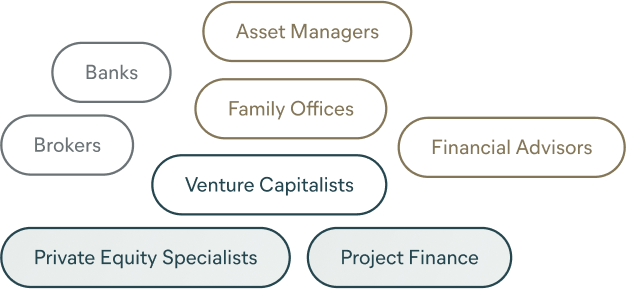 Asset Managers
Banks
Family Offices
Brokers
Financial Advisors
Venture Capitalists
Private Equity Specialists
Project Finance